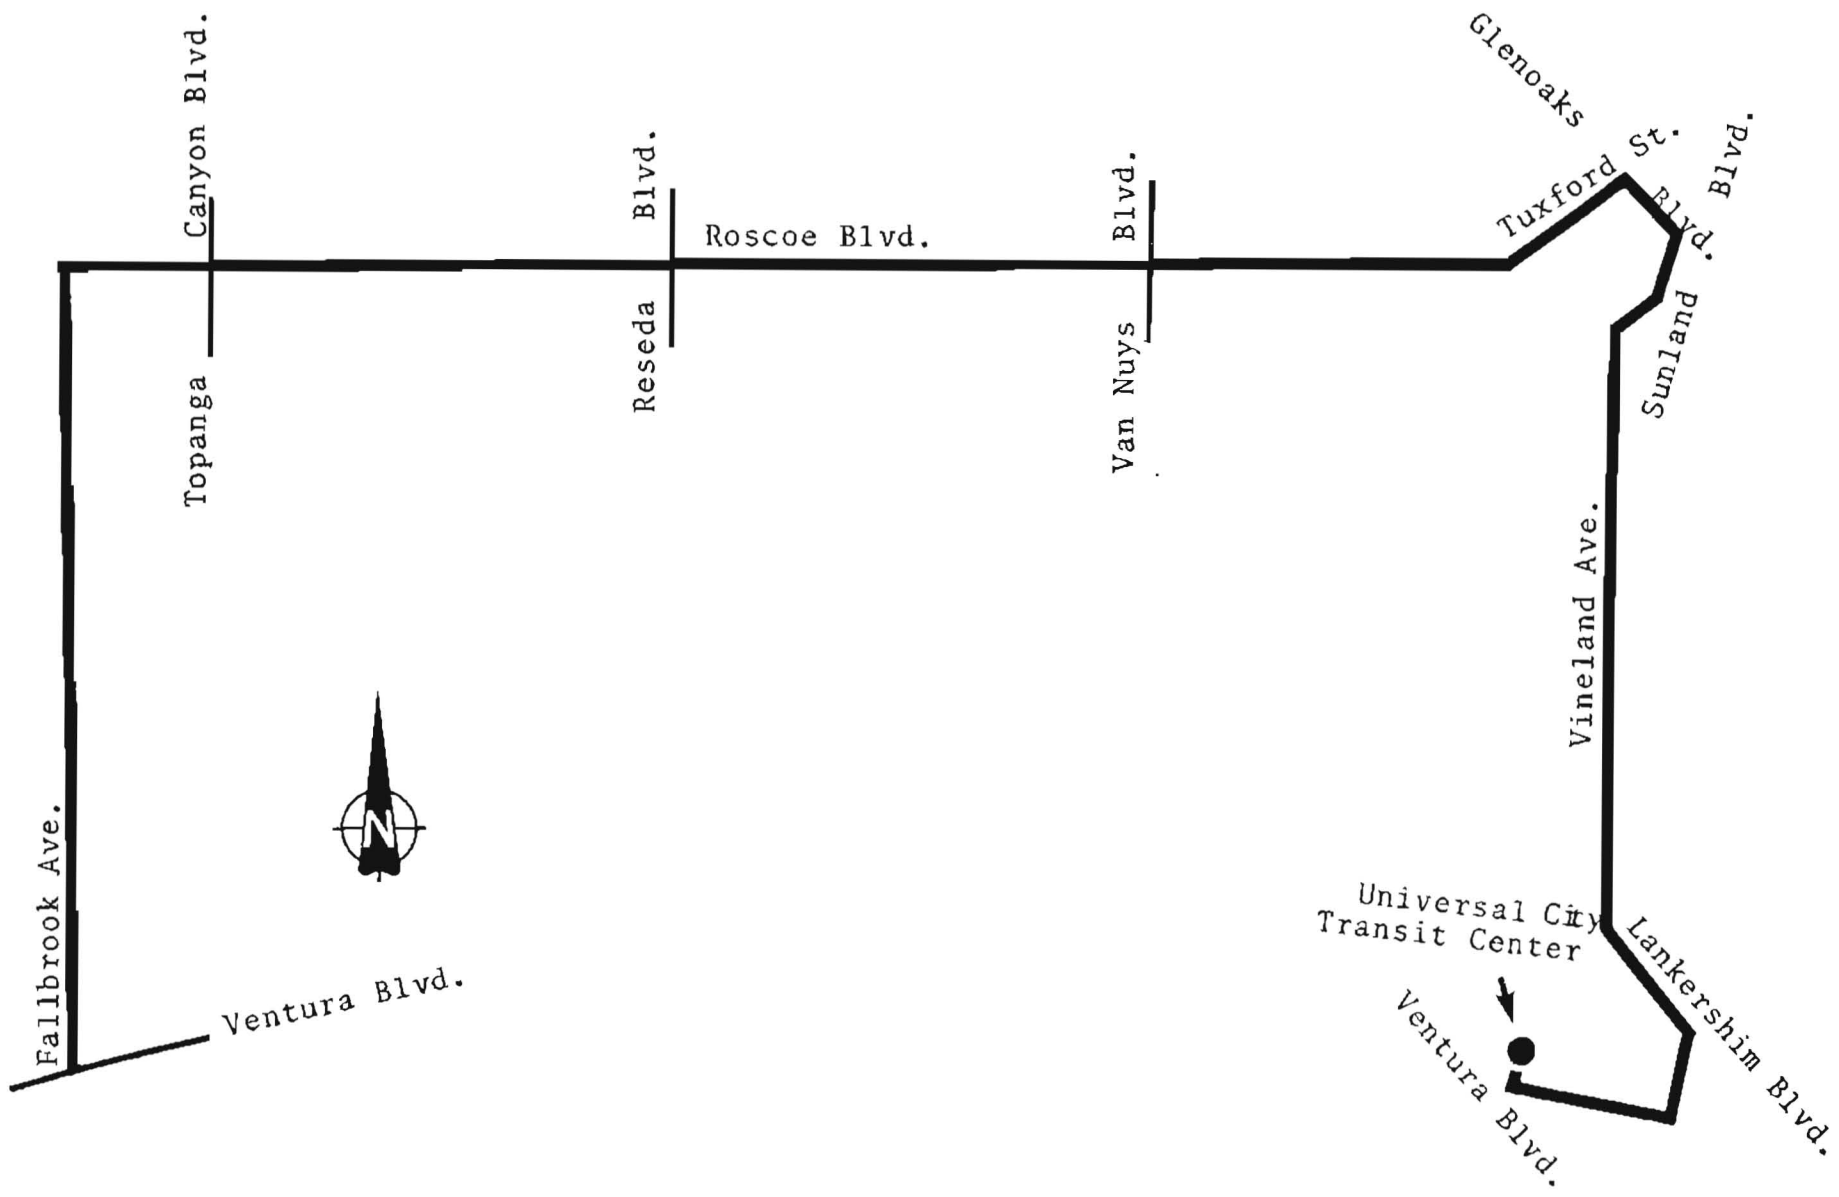 Glenoaks
Blvd.
Tuxford St.
Sunland Blvd.
Topanga Canyon Blvd.
Reseda Blvd.
Roscoe Blvd.
Van Nuys Blvd.
Vineland Ave.
Fallbrook Ave.
N
Ventura Blvd.
Universal City
Transit Center
Lankershim Blvd.
Ventura Blvd.